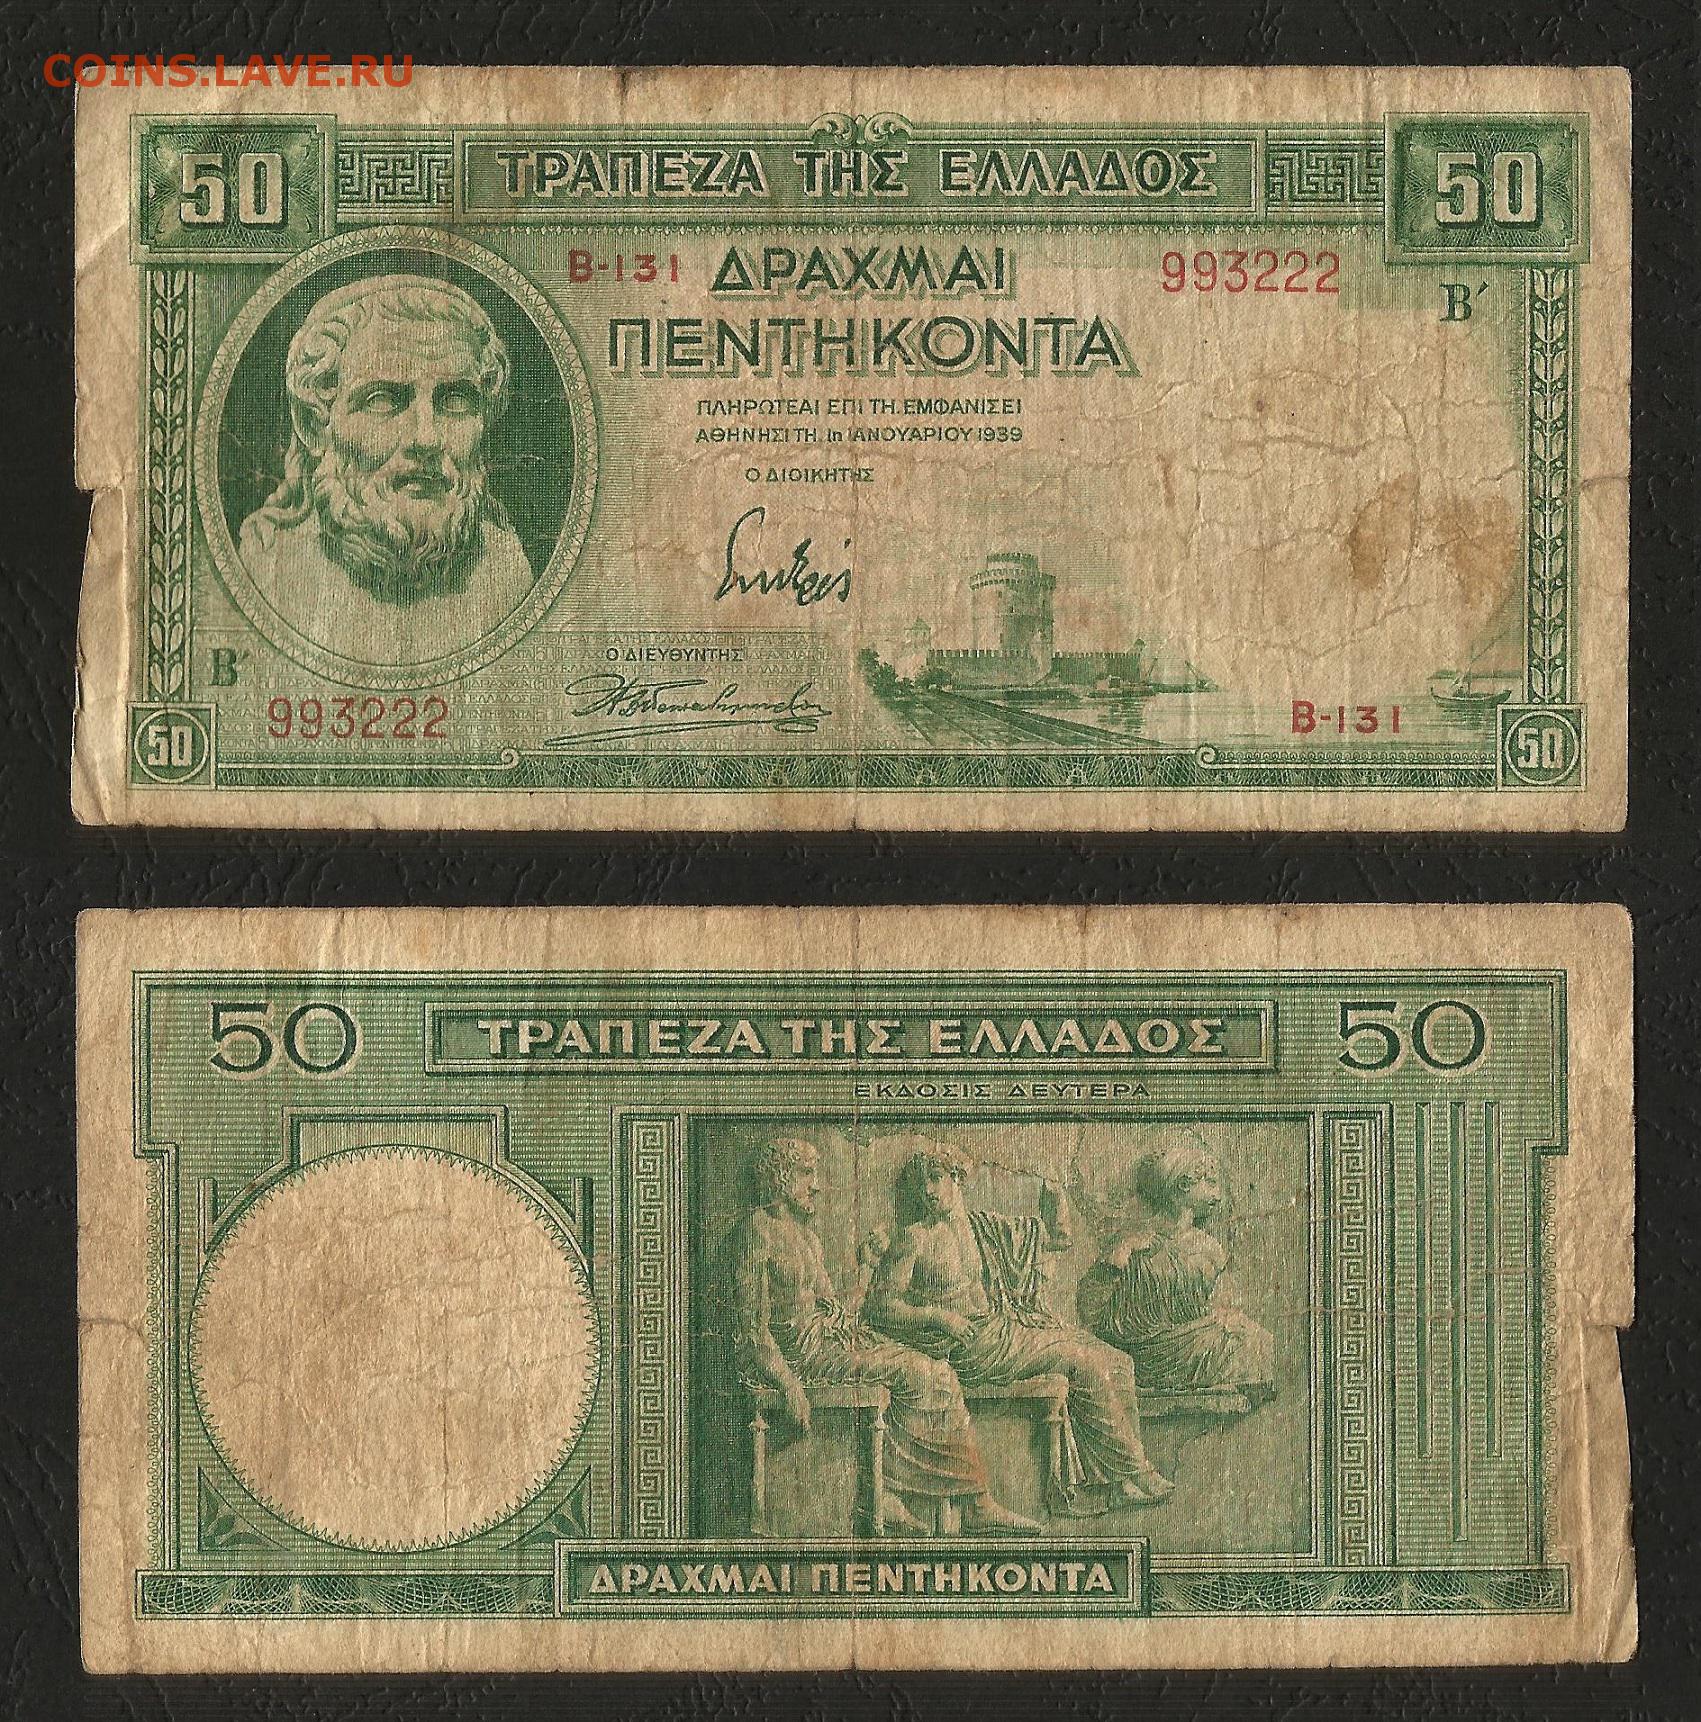 COINS.LAVE.RU
50 ΤΡΑΠΕΖΑ ΤΗΣ ΕΛΛΑΔΟΣ 50
Β-131 ΔΡΑΧΜΑΙ 993222
Β΄
ΠΕΝΤΗΚΟΝΤΑ
ΠΛΗΡΩΤΕΑΙ ΕΠΙ ΤΗ. ΕΜΦΑΝΙΣΕΙ
ΑΘΗΝΗΣΙ ΤΗ. 1η ΙΑΝΟΥΑΡΙΟΥ 1939
Ο ΔΙΟΙΚΗΤΗΣ
Β΄ Ο ΔΙΕΥΘΥΝΤΗΣ
993222 Β-131
50 50
50 ΤΡΑΠΕΖΑ ΤΗΣ ΕΛΛΑΔΟΣ 50
ΕΚΔΟΣΙΣ ΔΕΥΤΕΡΑ
ΔΡΑΧΜΑΙ ΠΕΝΤΗΚΟΝΤΑ